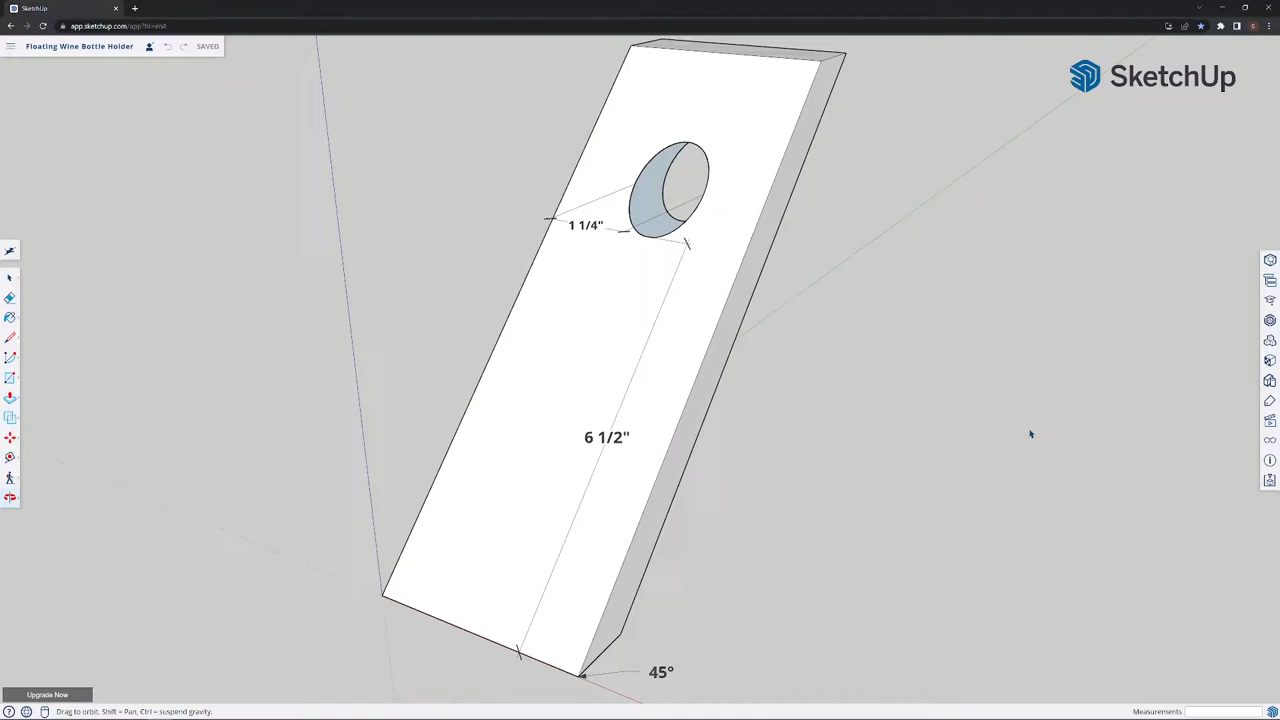 SketchUp
app.sketchup.com/app?hl=en#
Floating Wine Bottle Holder
SAVED
SketchUp
1 1/4"
6 1/2"
45°
Upgrade Now
Drag to orbit. Shift = Pan, Ctrl = suspend gravity.
Measurements